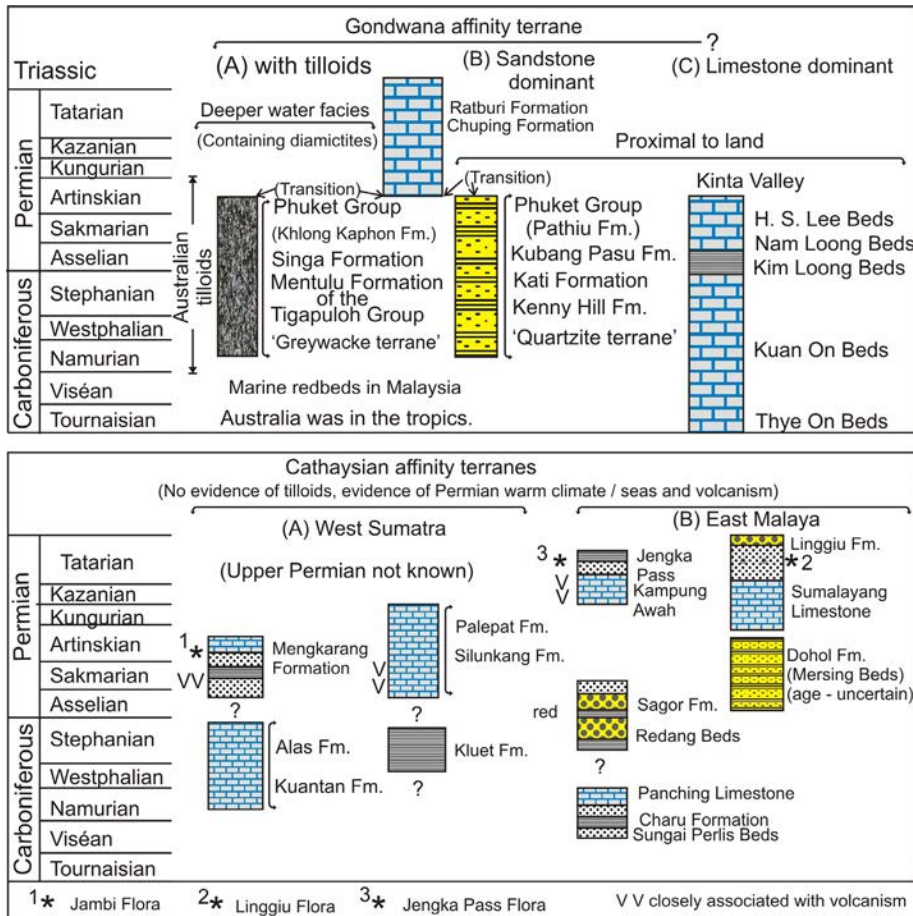 Gondwana affinity terrane
?
Triassic
(A) with tilloids
(B) Sandstone
dominant
(C) Limestone dominant
Permian
Tatarian
Kazanian
Kungurian
Artinskian
Sakmarian
Asselian
Carboniferous
Stephanian
Westphalian
Namurian
Viséan
Tournaisian
Deeper water facies
(Containing diamictites)
Ratburi Formation
Chuping Formation
Proximal to land
Australian
tilloids
(Transition)
Phuket Group
(Khlong Kaphon Fm.)
Singa Formation
Mentulu Formation
of the
Tigapuloh Group
'Greywacke terrane'
(Transition)
Phuket Group
(Pathiu Fm.)
Kubang Pasu Fm.
Kati Formation
Kenny Hill Fm.
'Quartzite terrane'
Kinta Valley
H. S. Lee Beds
Nam Loong Beds
Kim Loong Beds
Kuan On Beds
Thye On Beds
Marine redbeds in Malaysia
Australia was in the tropics.
Cathaysian affinity terranes
(No evidence of tilloids, evidence of Permian warm climate / seas and volcanism)
(A) West Sumatra
(B) East Malaya
(Upper Permian not known)
Permian
Tatarian
Kazanian
Kungurian
Artinskian
Sakmarian
Asselian
Carboniferous
Stephanian
Westphalian
Namurian
Viséan
Tournaisian
1*
VV
Mengkarang
Formation
?
Alas Fm.
Kuantan Fm.
V
V
Palepat Fm.
Silunkang Fm.
?
Kluet Fm.
?
3*
V
V
Jengka
Pass
Kampung
Awah
red
Sagor Fm.
Redang Beds
?
Panching Limestone
Charu Formation
Sungai Perlis Beds
Linggiu Fm.
*2
Sumalayang
Limestone
Dohol Fm.
(Mersing Beds)
(age - uncertain)
1* Jambi Flora
2* Linggiu Flora
3* Jengka Pass Flora
V V closely associated with volcanism